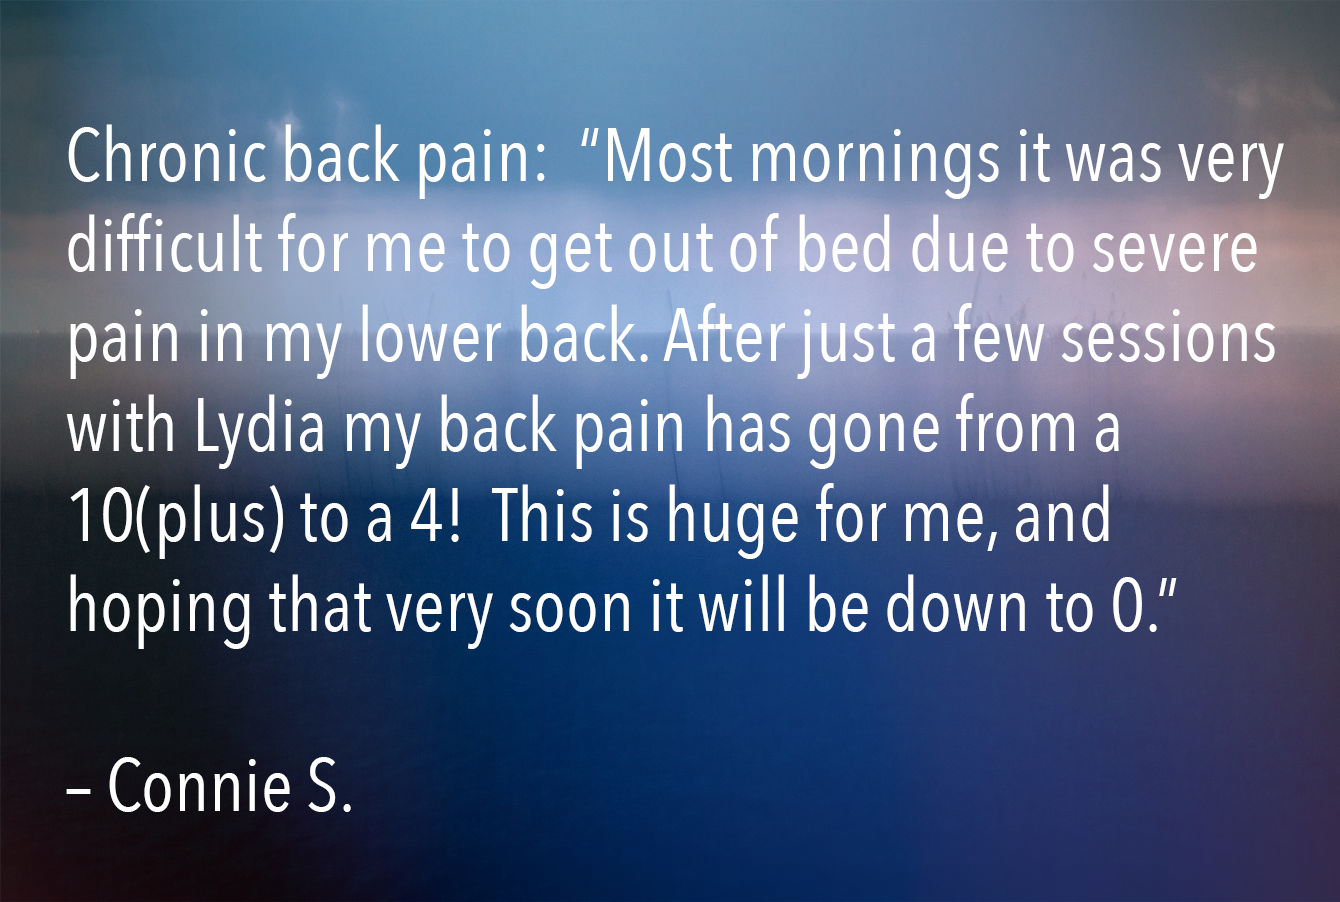 Chronic back pain:  “Most mornings it was very
difficult for me to get out of bed due to severe
pain in my lower back. After just a few sessions
with Lydia my back pain has gone from a
10(plus) to a 4!  This is huge for me, and
hoping that very soon it will be down to 0.”
– Connie S.